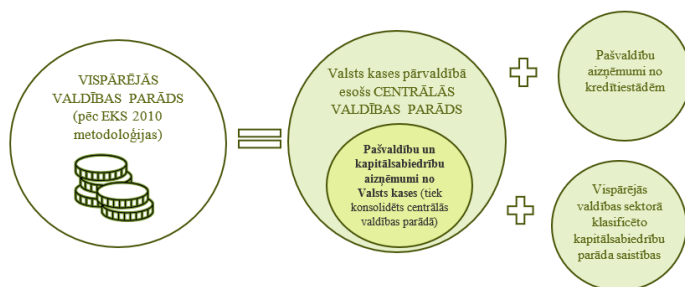 VISPĀRĒJĀS
VALDĪBAS PARĀDS
(pēc EKS 2010
metodoloģijas)
Valsts kases pārvaldībā
esošs CENTRĀLĀS
VALDĪBAS PARĀDS
Pašvaldību un
kapitālsabiedrību
aizņēmumi no
Valsts kases (tiek
konsolidēts centrālās
valdības parādā)
Pašvaldību
aizņēmumi no
kredītiestādēm
Vispārējās
valdības sektorā
klasificēto
kapitālsabiedrību
parāda saistības